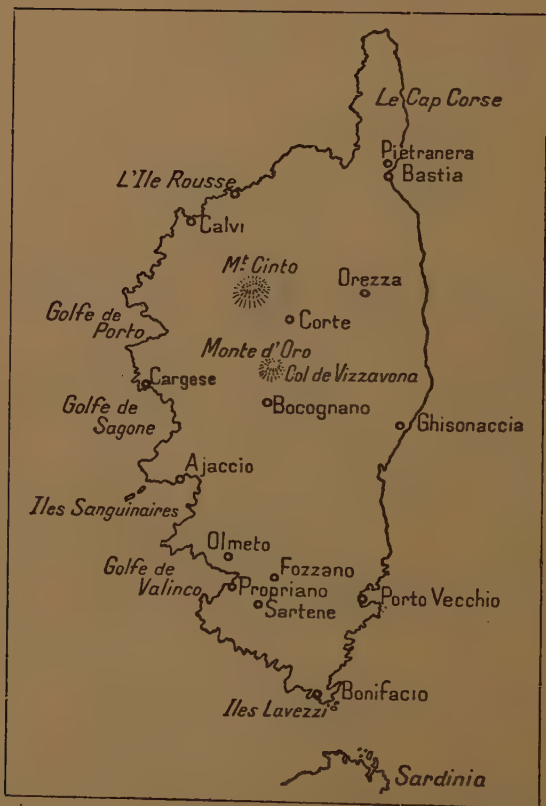 Le Cap Corse
Pietranera
Bastia
L'Ile Rousse
Calvi
Mt Cinto
Orezza
Golfe de
Porto
Corte
Monte d'Oro
Col de Vizzavona
Cargese
Bocognano
Golfe de
Sagone
Ghisonaccia
Ajaccio
Iles Sanguinaires
Olmeto
Golfe de
Valinco
Fozzano
Propriano
Sartene
Porto Vecchio
Bonifacio
Iles Lavezzi
Sardinia